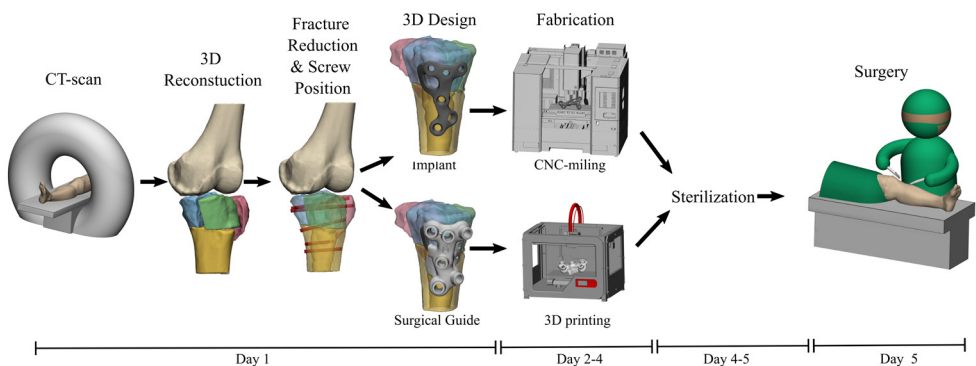 CT-scan
3D
Reconstuction
Fracture
Reduction
& Screw
Position
3D Design
Implant
Surgical Guide
Fabrication
CNC-miling
3D printing
Sterilization
Surgery
Day 1
Day 2-4
Day 4-5
Day 5